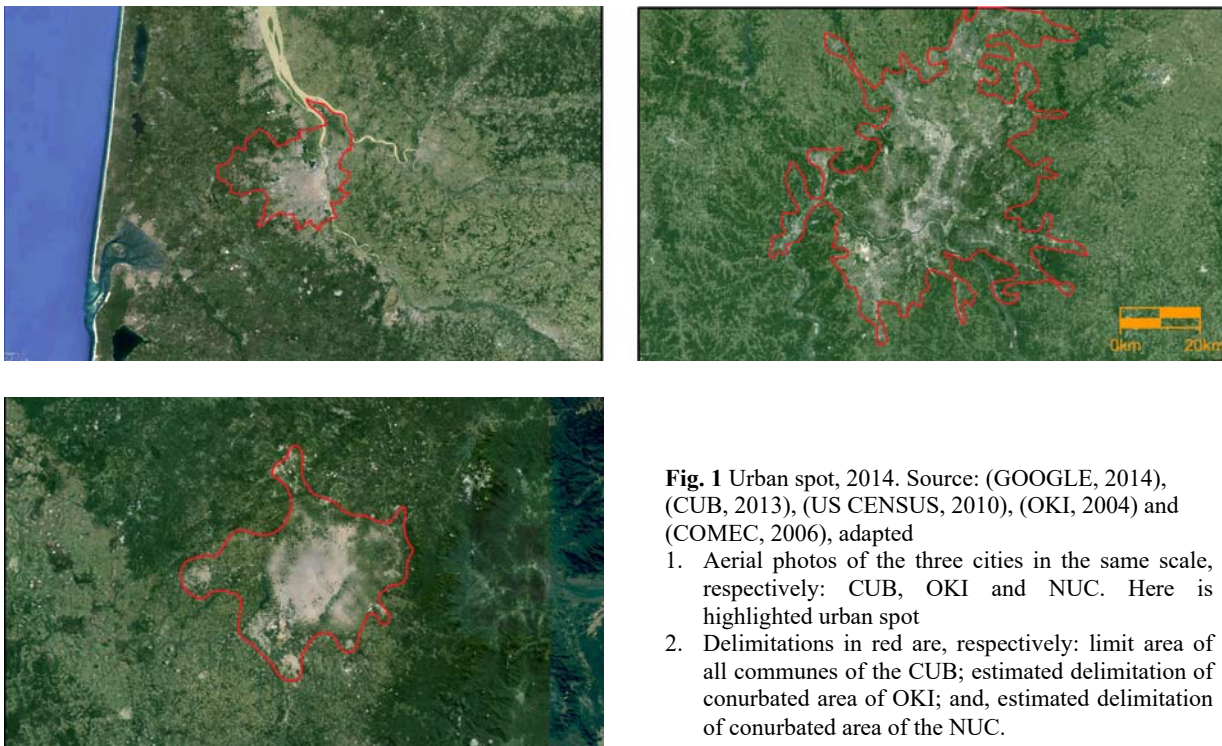 0km 20km
Fig. 1 Urban spot, 2014. Source: (GOOGLE, 2014),
(CUB, 2013), (US CENSUS, 2010), (OKI, 2004) and
(COMEC, 2006), adapted
1. Aerial photos of the three cities in the same scale,
respectively: CUB, OKI and NUC. Here is
highlighted urban spot
2. Delimitations in red are, respectively: limit area of
all communes of the CUB; estimated delimitation of
conurbated area of OKI; and, estimated delimitation
of conurbated area of the NUC.